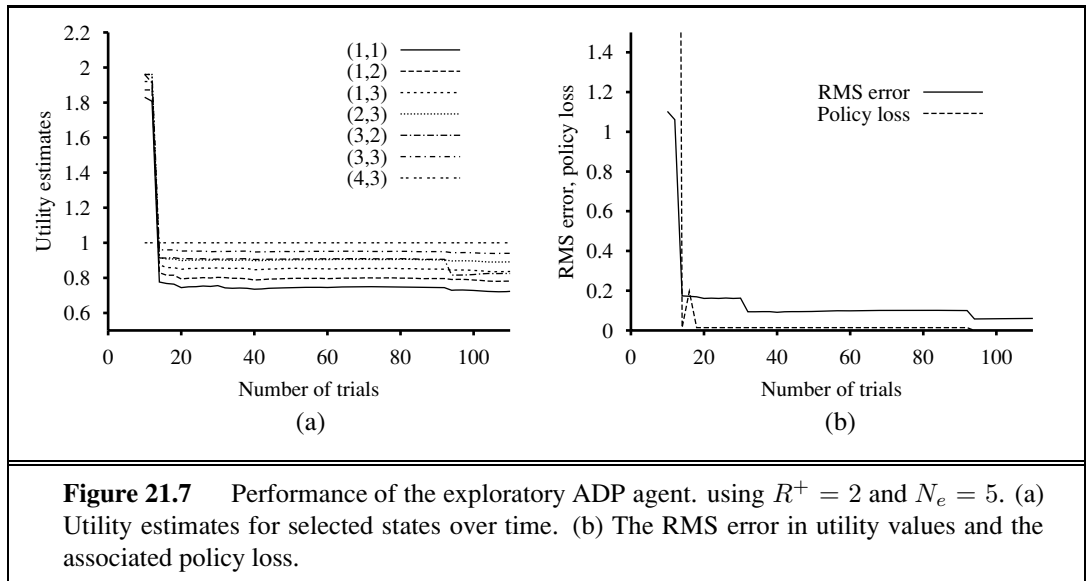 2.2
2
1.8
1.6
1.4
1.2
1
0.8
0.6
Utility estimates
(1,1)
(1,2)
(1,3)
(2,3)
(3,2)
(3,3)
(4,3)
0 20 40 60 80 100
Number of trials
(a)
1.4
1.2
1
0.8
0.6
0.4
0.2
0
RMS error, policy loss
RMS error
Policy loss
0 20 40 60 80 100
Number of trials
(b)
Figure 21.7 Performance of the exploratory ADP agent. using R⁺ = 2 and Nₑ = 5. (a)
Utility estimates for selected states over time. (b) The RMS error in utility values and the
associated policy loss.